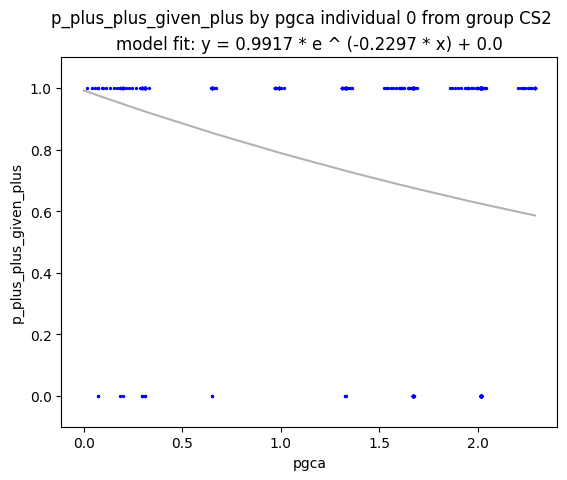 p_plus_plus_given_plus by pgca individual 0 from group CS2
model fit: y = 0.9917 * e ^ (-0.2297 * x) + 0.0
p_plus_plus_given_plus
1.0
0.8
0.6
0.4
0.2
0.0
0.0 0.5 1.0 1.5 2.0
pgca